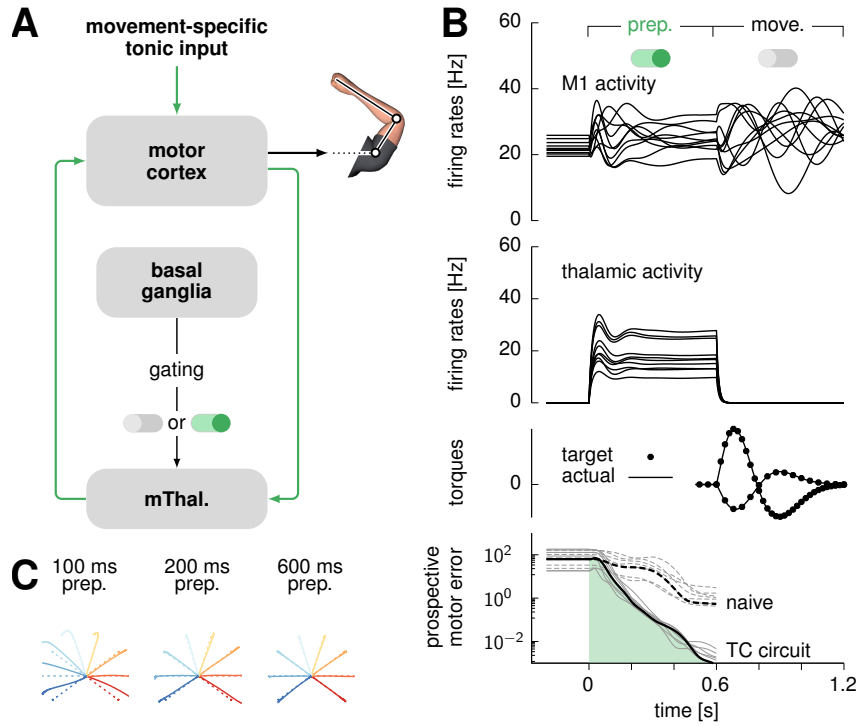 A
movement-specific
tonic input
motor
cortex
basal
ganglia
gating
or
mThal.
B
prep.
move.
60
40
20
0
firing rates [Hz]
M1 activity
60
40
20
0
firing rates [Hz]
thalamic activity
torques
0
target
actual
prospective
motor error
10^2
10^0
10^-2
naive
TC circuit
0
0.6
1.2
time [s]
C
100 ms
prep.
200 ms
prep.
600 ms
prep.